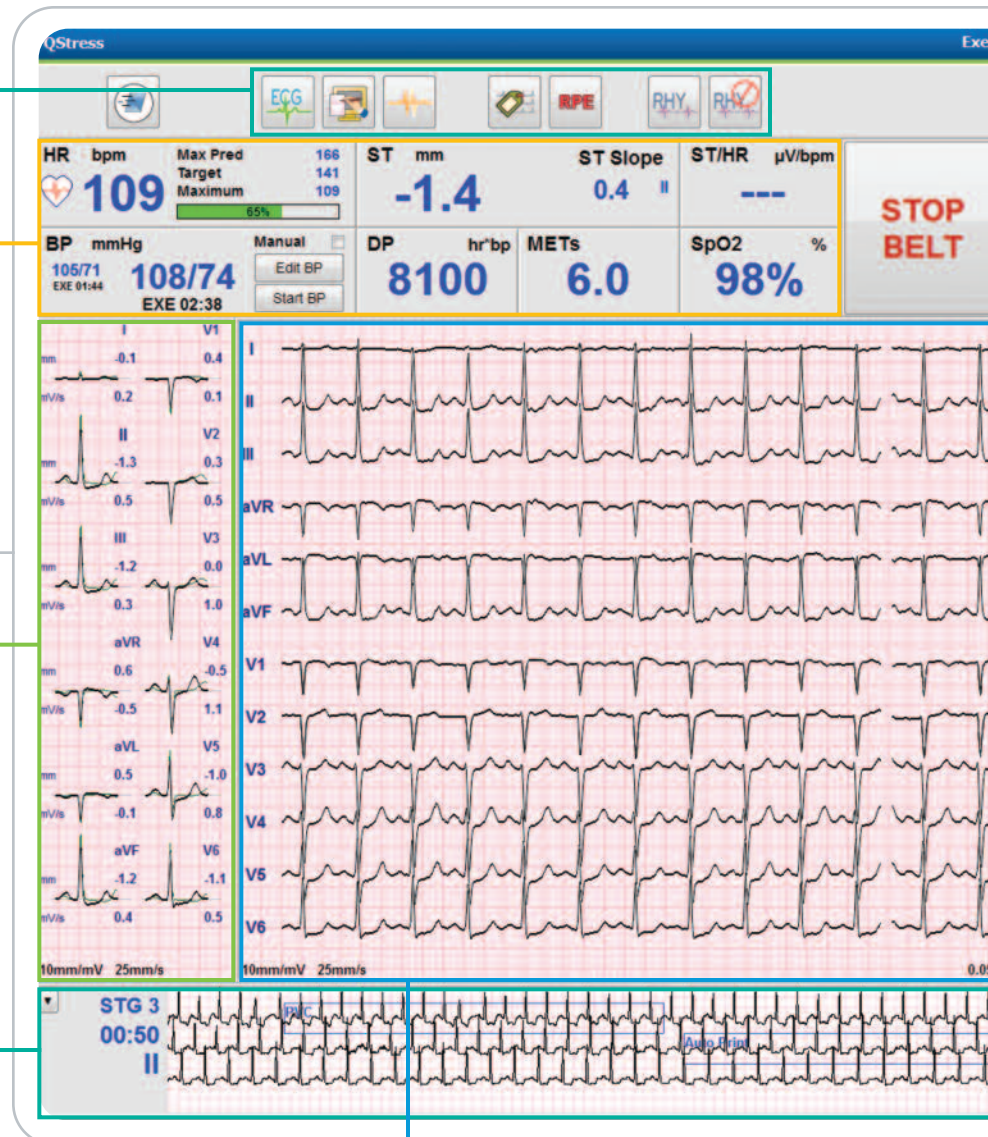 QStress Exe
ECG RPE RHY RHY
HR bpm Max Pred 166 ST mm ST Slope ST/HR µV/bpm
Target 141
109 Maximum 109 -1.4 0.4 II ---
65%
STOP
BELT
BP mmHg Manual DP hr*bp METs SpO2 %
105/71 108/74 Edit BP 8100 6.0 98%
EXE 01:44 EXE 02:38 Start BP
I V1
mm -0.1 0.4
mV/s 0.2 0.1
II V2
mm -1.3 0.3
mV/s 0.5 0.5
III V3
mm -1.2 0.0
mV/s 0.3 1.0
aVR V4
mm 0.6 -0.5
mV/s -0.5 1.1
aVL V5
mm 0.5 -1.0
mV/s -0.1 0.8
aVF V6
mm -1.2 -1.1
mV/s 0.4 0.5
10mm/mV 25mm/s
I
II
III
aVR
aVL
aVF
V1
V2
V3
V4
V5
V6
10mm/mV 25mm/s 0.05
STG 3 PVC
00:50 Auto Print
II